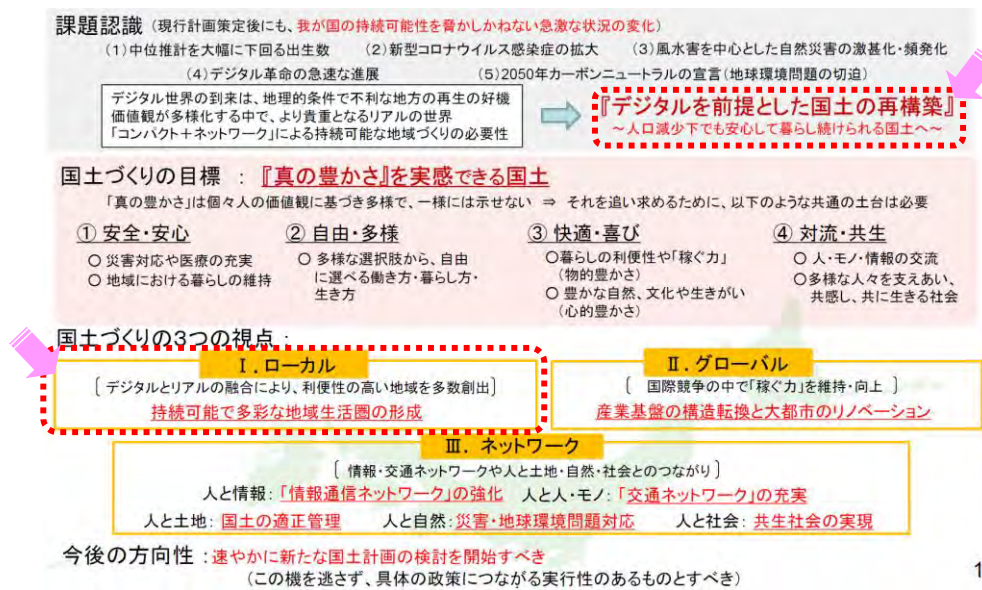 課題認識（現行計画策定後にも、我が国の持続可能性を脅かしかねない急激な状況の変化）
（1）中位推計を大幅に下回る出生数　（2）新型コロナウイルス感染症の拡大　（3）風水害を中心とした自然災害の激甚化・頻発化
（4）デジタル革命の急速な進展　（5）2050年カーボンニュートラルの宣言（地球環境問題の切迫）
デジタル世界の到来は、地理的条件で不利な地方の再生の好機
価値観が多様化する中で、より貴重となるリアルの世界
「コンパクト＋ネットワーク」による持続可能な地域づくりの必要性
『デジタルを前提とした国土の再構築』
～人口減少下でも安心して暮らし続けられる国土へ～
国土づくりの目標　：　『真の豊かさ』を実感できる国土
「真の豊かさ」は個々人の価値観に基づき多様で、一様には示せない　⇒　それを追い求めるために、以下のような共通の土台は必要
① 安全・安心
○ 災害対応や医療の充実
○ 地域における暮らしの維持
② 自由・多様
○ 多様な選択肢から、自由
に選べる働き方・暮らし方・
生き方
③ 快適・喜び
○暮らしの利便性や「稼ぐ力」
（物的豊かさ）
○ 豊かな自然、文化や生きがい
（心的豊かさ）
④ 対流・共生
○ 人・モノ・情報の交流
○多様な人々を支えあい、
共感し、共に生きる社会
国土づくりの3つの視点　：
Ⅰ．ローカル
〔デジタルとリアルの融合により、利便性の高い地域を多数創出〕
持続可能で多彩な地域生活圏の形成
Ⅱ．グローバル
〔　国際競争の中で「稼ぐ力」を維持・向上　〕
産業基盤の構造転換と大都市のリノベーション
Ⅲ．ネットワーク
〔　情報・交通ネットワークや人と土地・自然・社会とのつながり〕
人と情報：「情報通信ネットワーク」の強化　人と人・モノ：「交通ネットワーク」の充実
人と土地：国土の適正管理　人と自然：災害・地球環境問題対応　人と社会：共生社会の実現
今後の方向性　：速やかに新たな国土計画の検討を開始すべき
（この機を逃さず、具体の政策につながる実行性のあるものとすべき）
1